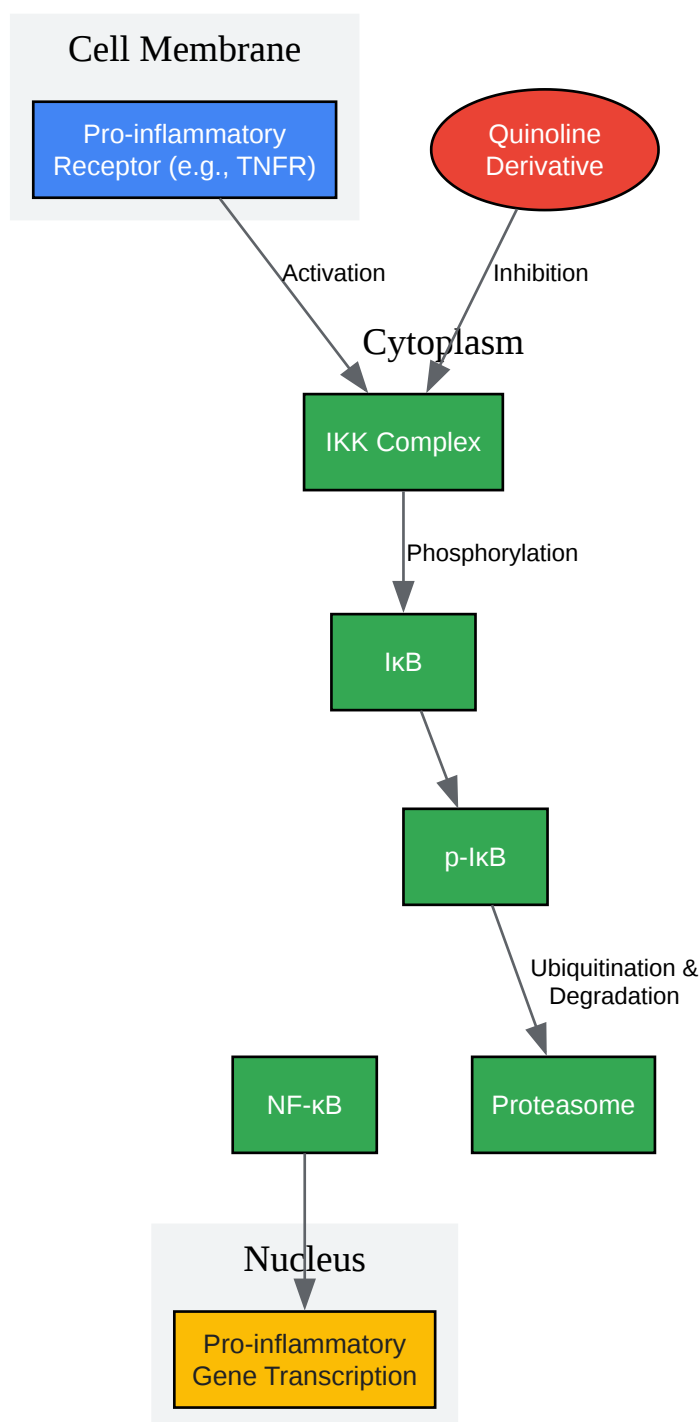 Cell Membrane
Pro-inflammatory
Receptor (e.g., TNFR)
Quinoline
Derivative
Activation
Inhibition
Cytoplasm
IKK Complex
Phosphorylation
IκB
p-IκB
Ubiquitination &
Degradation
NF-κB
Proteasome
Nucleus
Pro-inflammatory
Gene Transcription